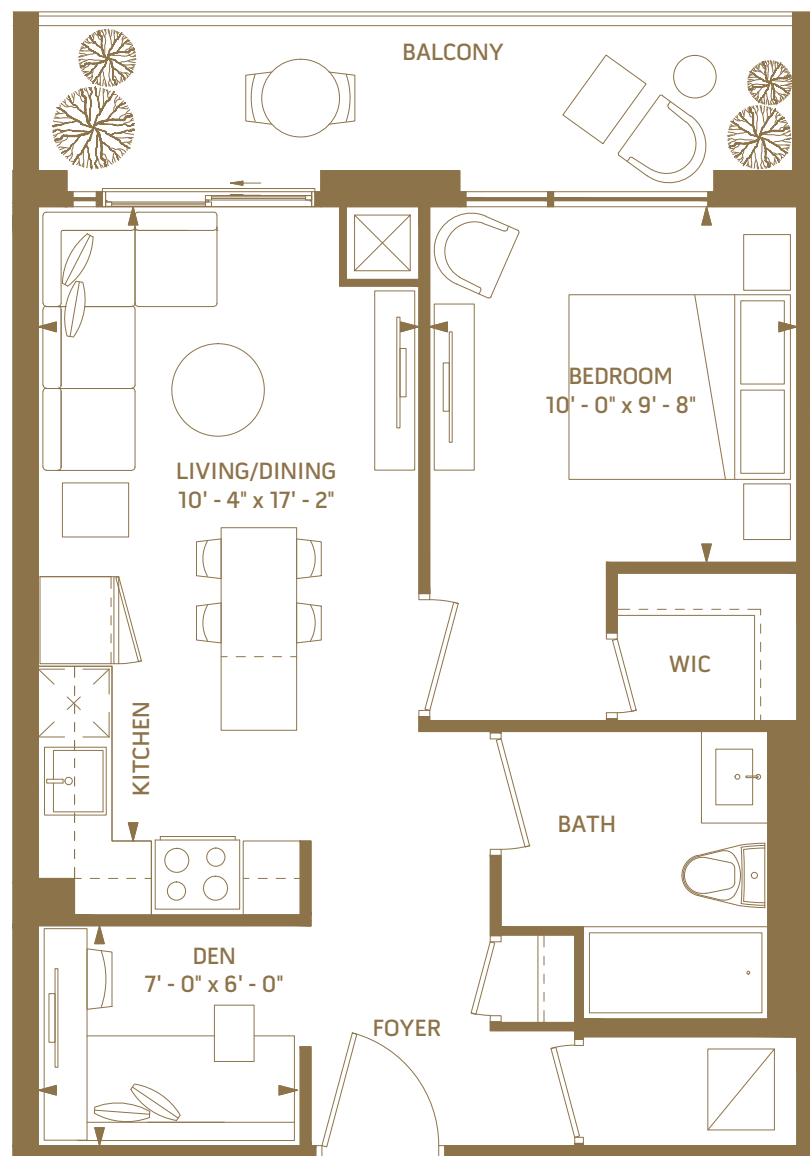 BALCONY
BEDROOM
10' - 0" x 9' - 8"
LIVING/DINING
10' - 4" x 17' - 2"
WIC
KITCHEN
BATH
DEN
7' - 0" x 6' - 0"
FOYER